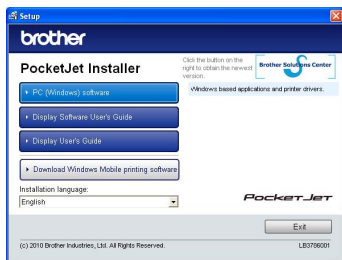 Setup
brother
PocketJet Installer
Click the button on the
right to obtain the newest
version.
Brother Solutions Center
PC (Windows) software
Windows based applications and printer drivers.
Display Software User's Guide
Display User's Guide
Download Windows Mobile printing software
Installation language:
English
PocketJet
Exit
(c) 2010 Brother Industries, Ltd. All Rights Reserved.
LB3786001